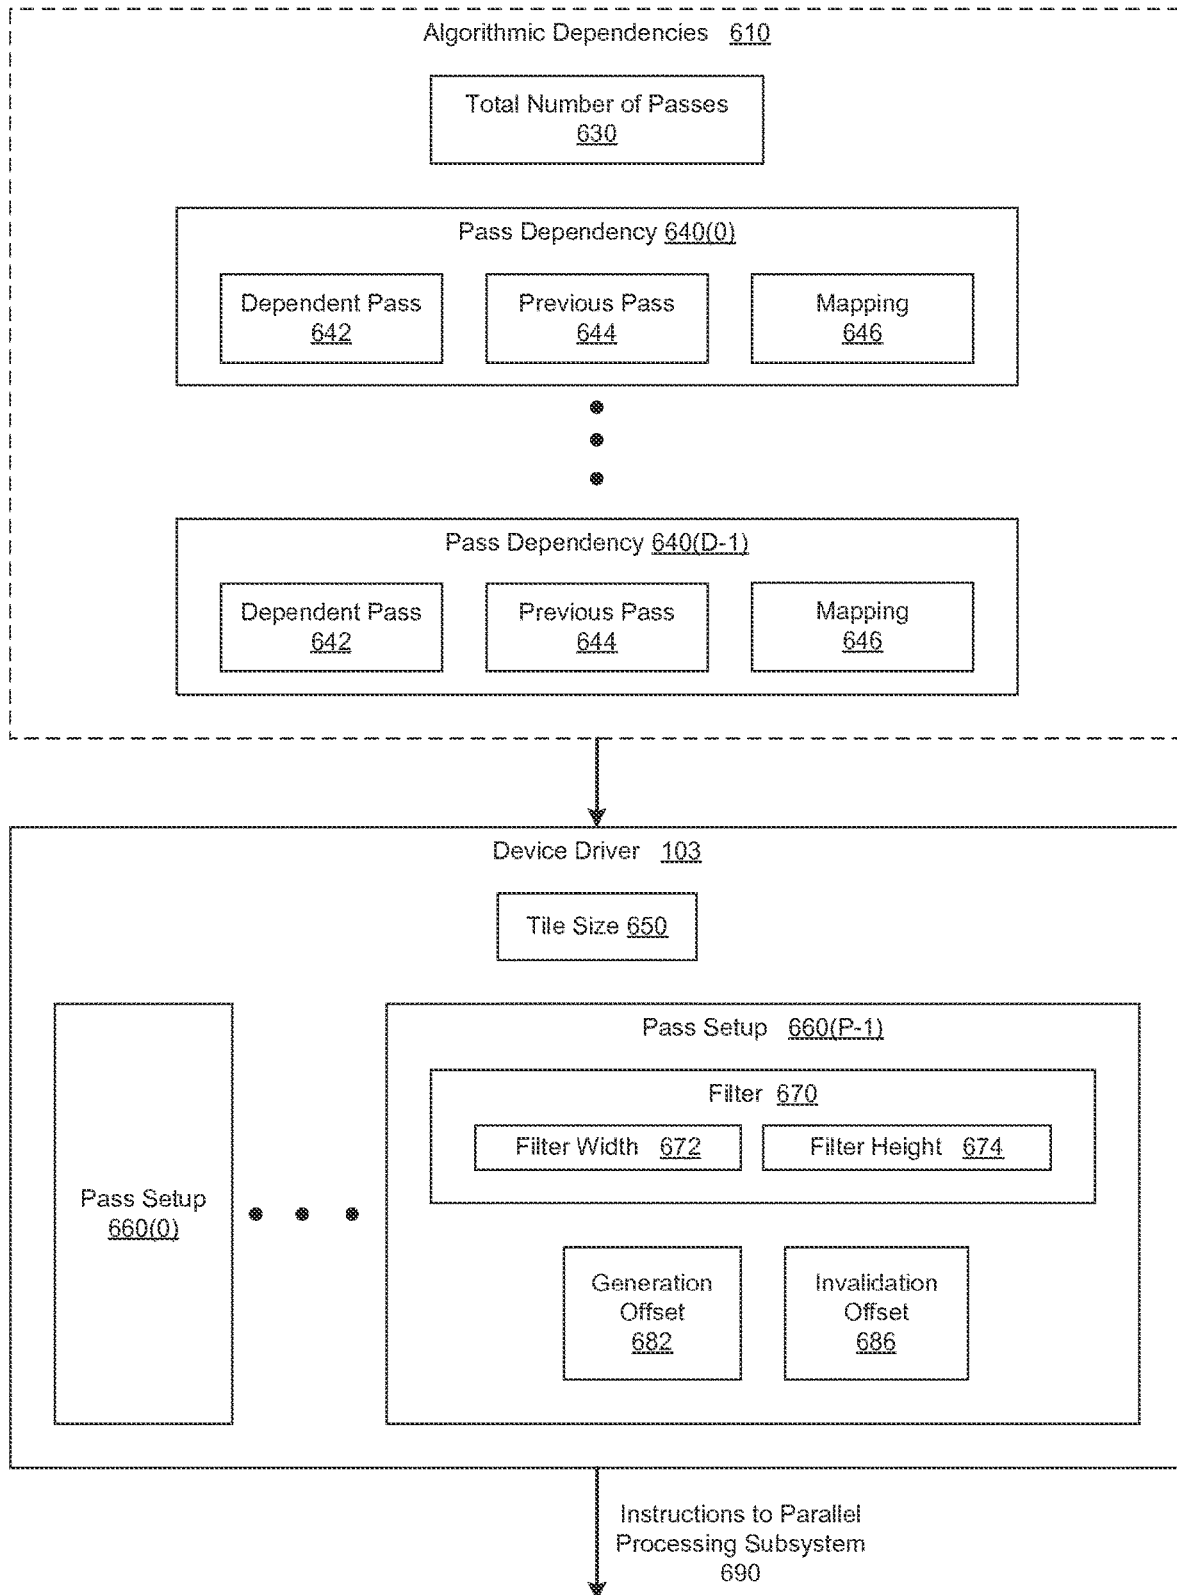 Algorithmic Dependencies 610
Total Number of Passes
630
Pass Dependency 640(0)
Dependent Pass
642
Previous Pass
644
Mapping
646
Pass Dependency 640(D-1)
Dependent Pass
642
Previous Pass
644
Mapping
646
Device Driver 103
Tile Size 650
Pass Setup
660(0)
Pass Setup 660(P-1)
Filter 670
Filter Width 672
Filter Height 674
Generation
Offset
682
Invalidation
Offset
686
Instructions to Parallel
Processing Subsystem
690